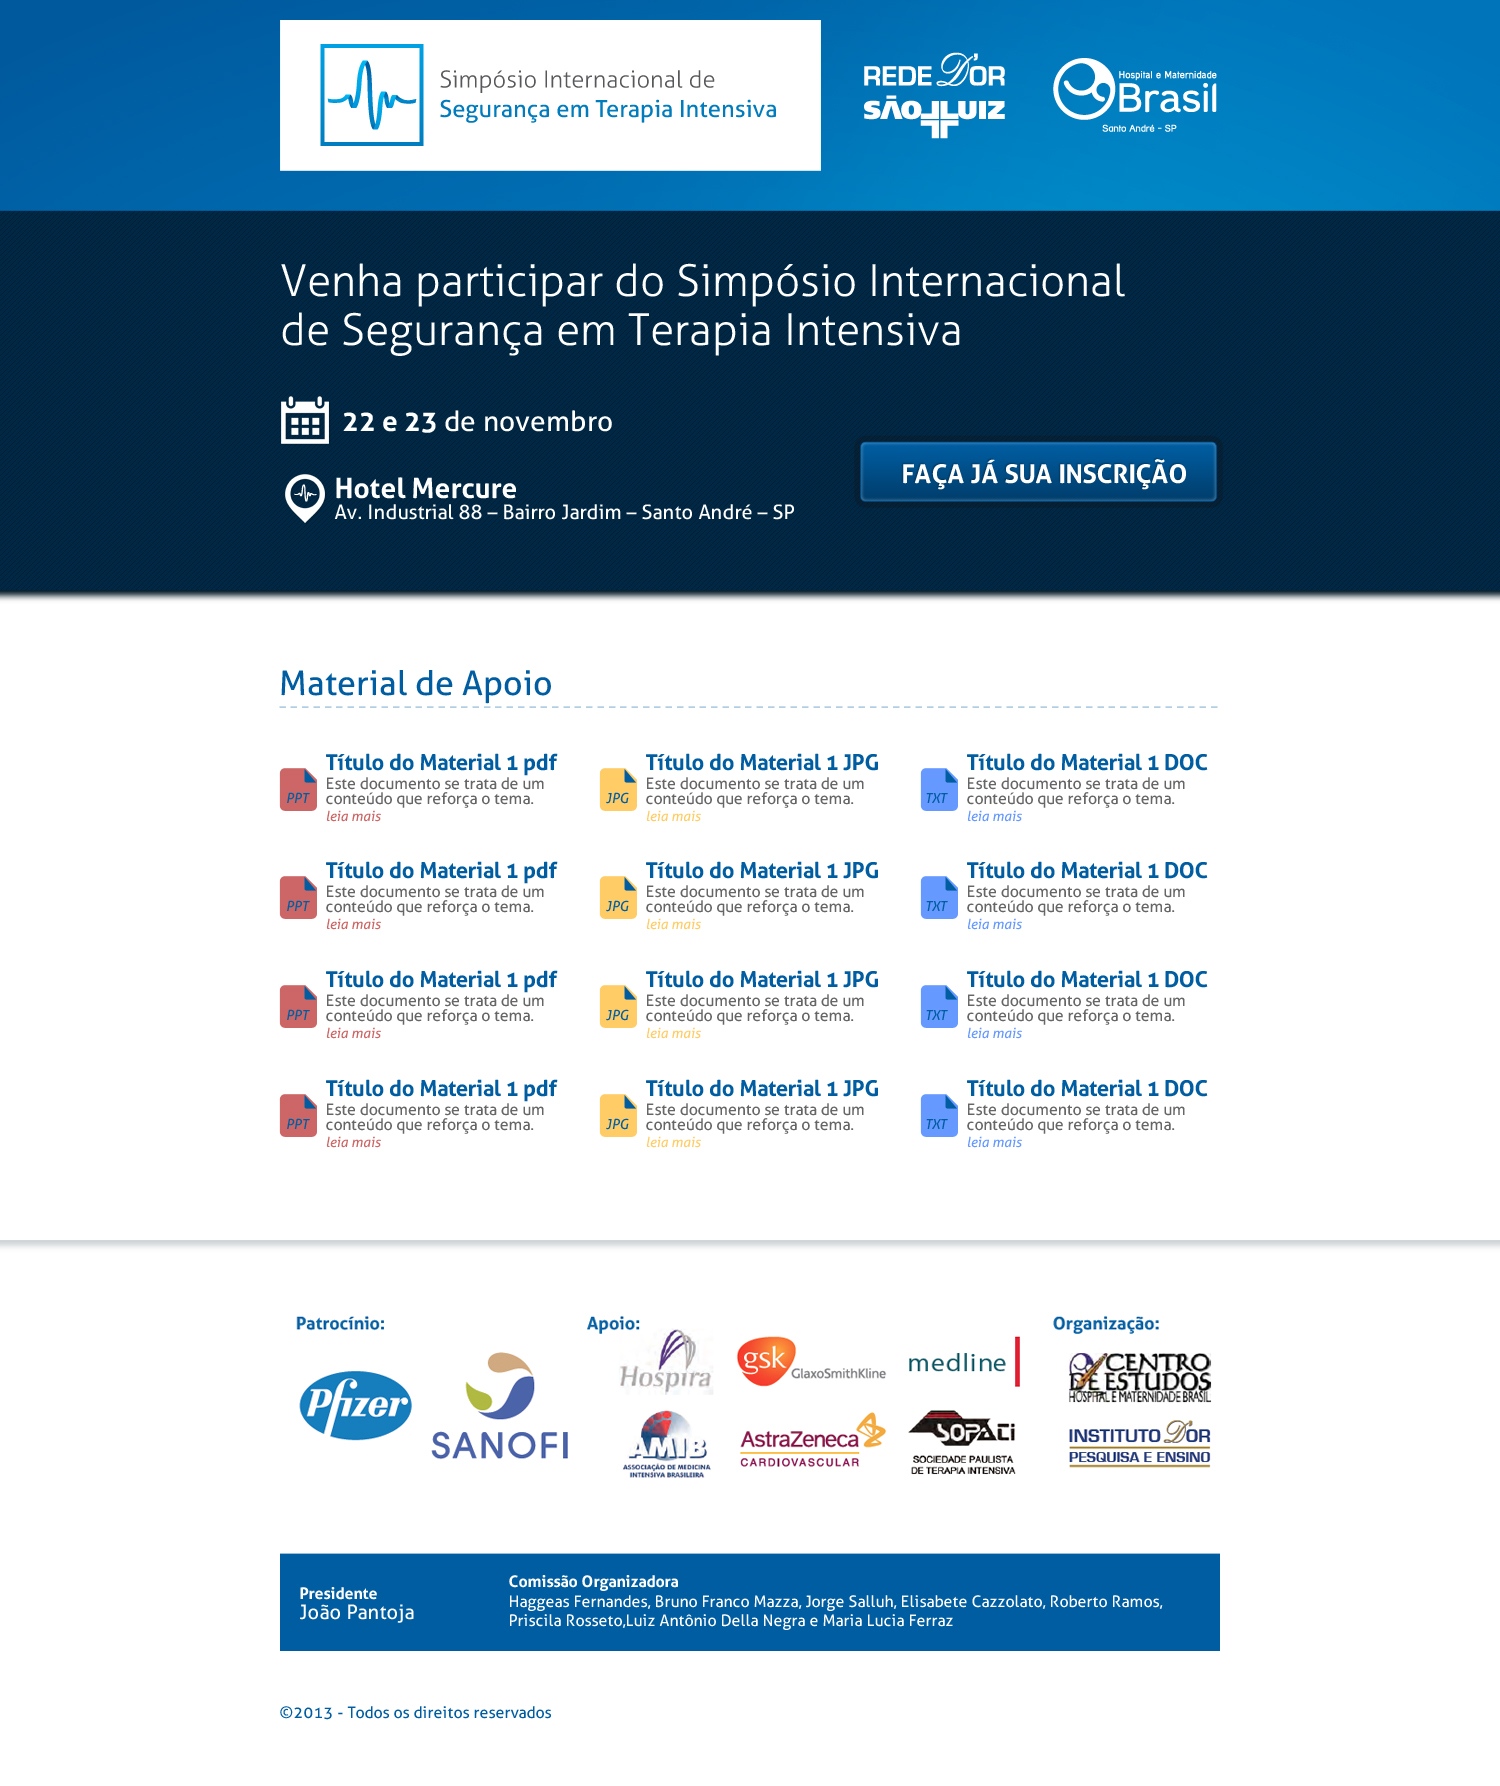 Simpósio Internacional de
Segurança em Terapia Intensiva
REDE D'OR
SÃO LUIZ
Hospital e Maternidade
Brasil
Santo André - SP
Venha participar do Simpósio Internacional
de Segurança em Terapia Intensiva
22 e 23 de novembro
Hotel Mercure
Av. Industrial 88 – Bairro Jardim – Santo André – SP
FAÇA JÁ SUA INSCRIÇÃO
Material de Apoio
PPT
Título do Material 1 pdf
Este documento se trata de um
conteúdo que reforça o tema.
leia mais
JPG
Título do Material 1 JPG
Este documento se trata de um
conteúdo que reforça o tema.
leia mais
TXT
Título do Material 1 DOC
Este documento se trata de um
conteúdo que reforça o tema.
leia mais
PPT
Título do Material 1 pdf
Este documento se trata de um
conteúdo que reforça o tema.
leia mais
JPG
Título do Material 1 JPG
Este documento se trata de um
conteúdo que reforça o tema.
leia mais
TXT
Título do Material 1 DOC
Este documento se trata de um
conteúdo que reforça o tema.
leia mais
PPT
Título do Material 1 pdf
Este documento se trata de um
conteúdo que reforça o tema.
leia mais
JPG
Título do Material 1 JPG
Este documento se trata de um
conteúdo que reforça o tema.
leia mais
TXT
Título do Material 1 DOC
Este documento se trata de um
conteúdo que reforça o tema.
leia mais
PPT
Título do Material 1 pdf
Este documento se trata de um
conteúdo que reforça o tema.
leia mais
JPG
Título do Material 1 JPG
Este documento se trata de um
conteúdo que reforça o tema.
leia mais
TXT
Título do Material 1 DOC
Este documento se trata de um
conteúdo que reforça o tema.
leia mais
Patrocínio:
Pfizer
SANOFI
Apoio:
Hospira
gsk
GlaxoSmithKline
medline
AMIB
ASSOCIAÇÃO DE MEDICINA
INTENSIVA BRASILEIRA
AstraZeneca
CARDIOVASCULAR
SOPATI
SOCIEDADE PAULISTA
DE TERAPIA INTENSIVA
Organização:
CENTRO
DE ESTUDOS
HOSPITAL E MATERNIDADE BRASIL
INSTITUTO D'OR
PESQUISA E ENSINO
Presidente
João Pantoja
Comissão Organizadora
Haggeas Fernandes, Bruno Franco Mazza, Jorge Salluh, Elisabete Cazzolato, Roberto Ramos,
Priscila Rosseto,Luiz Antônio Della Negra e Maria Lucia Ferraz
©2013 - Todos os direitos reservados